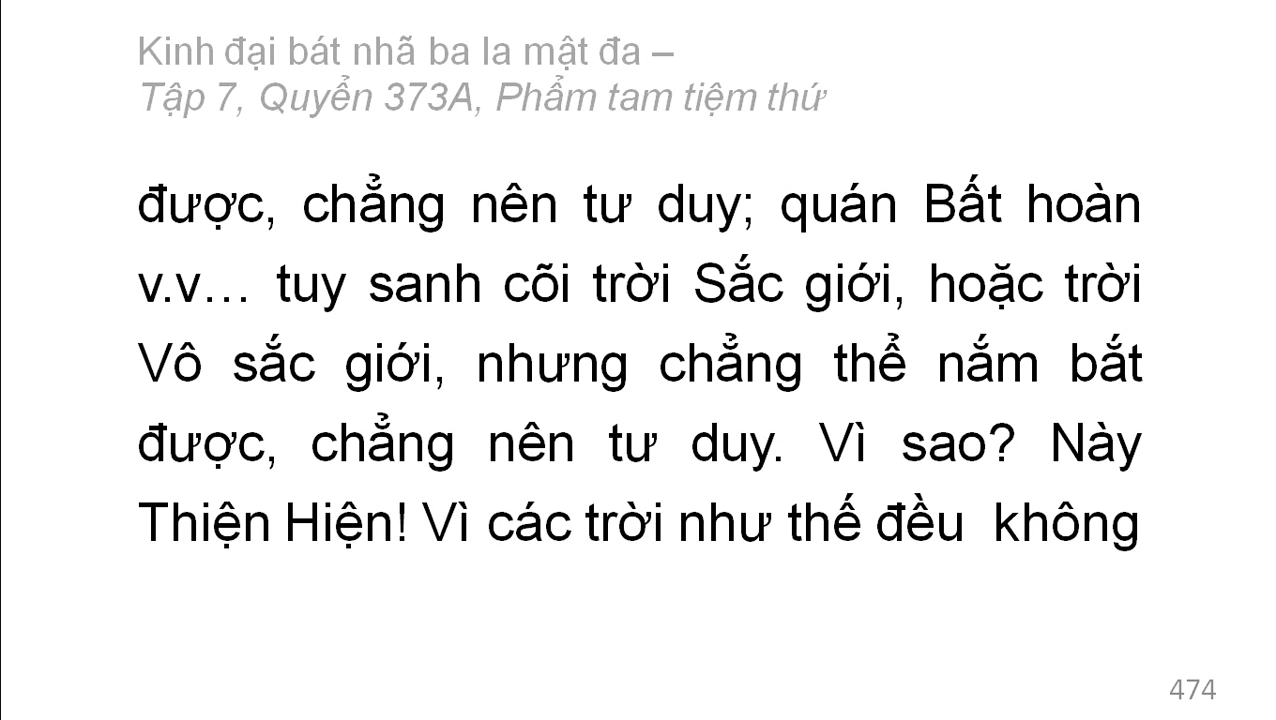 Kinh đại bát nhã ba la mật đa –
Tập 7, Quyển 373A, Phẩm tam tiệm thứ
được, chẳng nên tư duy; quán Bất hoàn
v.v… tuy sanh cõi trời Sắc giới, hoặc trời
Vô sắc giới, nhưng chẳng thể nắm bắt
được, chẳng nên tư duy. Vì sao? Này
Thiện Hiện! Vì các trời như thế đều không
474